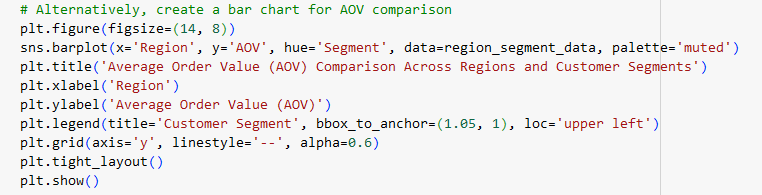 # Alternatively, create a bar chart for AOV comparison
plt.figure(figsize=(14, 8))
sns.barplot(x='Region', y='AOV', hue='Segment', data=region_segment_data, palette='muted')
plt.title('Average Order Value (AOV) Comparison Across Regions and Customer Segments')
plt.xlabel('Region')
plt.ylabel('Average Order Value (AOV)')
plt.legend(title='Customer Segment', bbox_to_anchor=(1.05, 1), loc='upper left')
plt.grid(axis='y', linestyle='--', alpha=0.6)
plt.tight_layout()
plt.show()